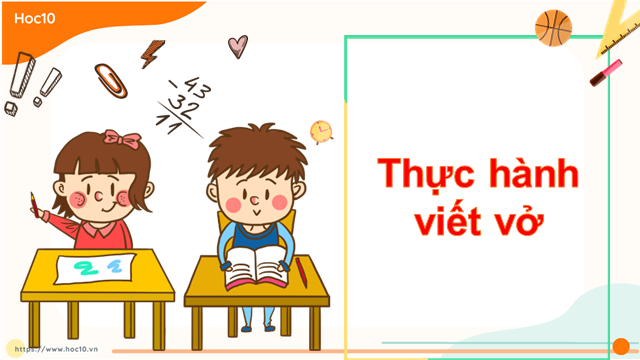 Hoc10
-43
32
11
Thực hành
viết vở
https://www.hoc10.vn